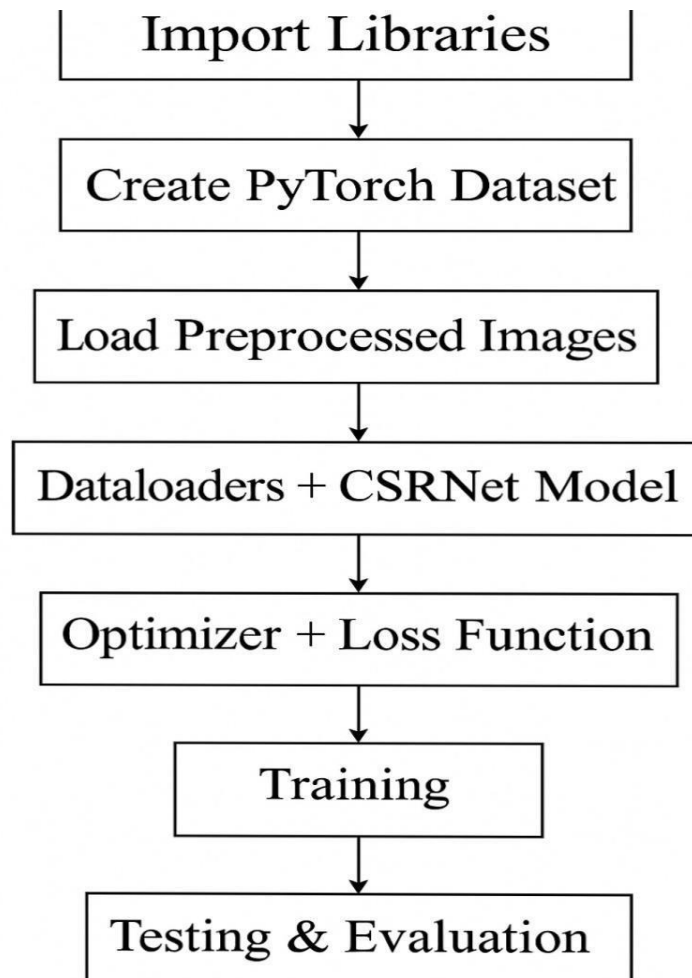 Import Libraries
Create PyTorch Dataset
Load Preprocessed Images
Dataloaders + CSRNet Model
Optimizer + Loss Function
Training
Testing & Evaluation